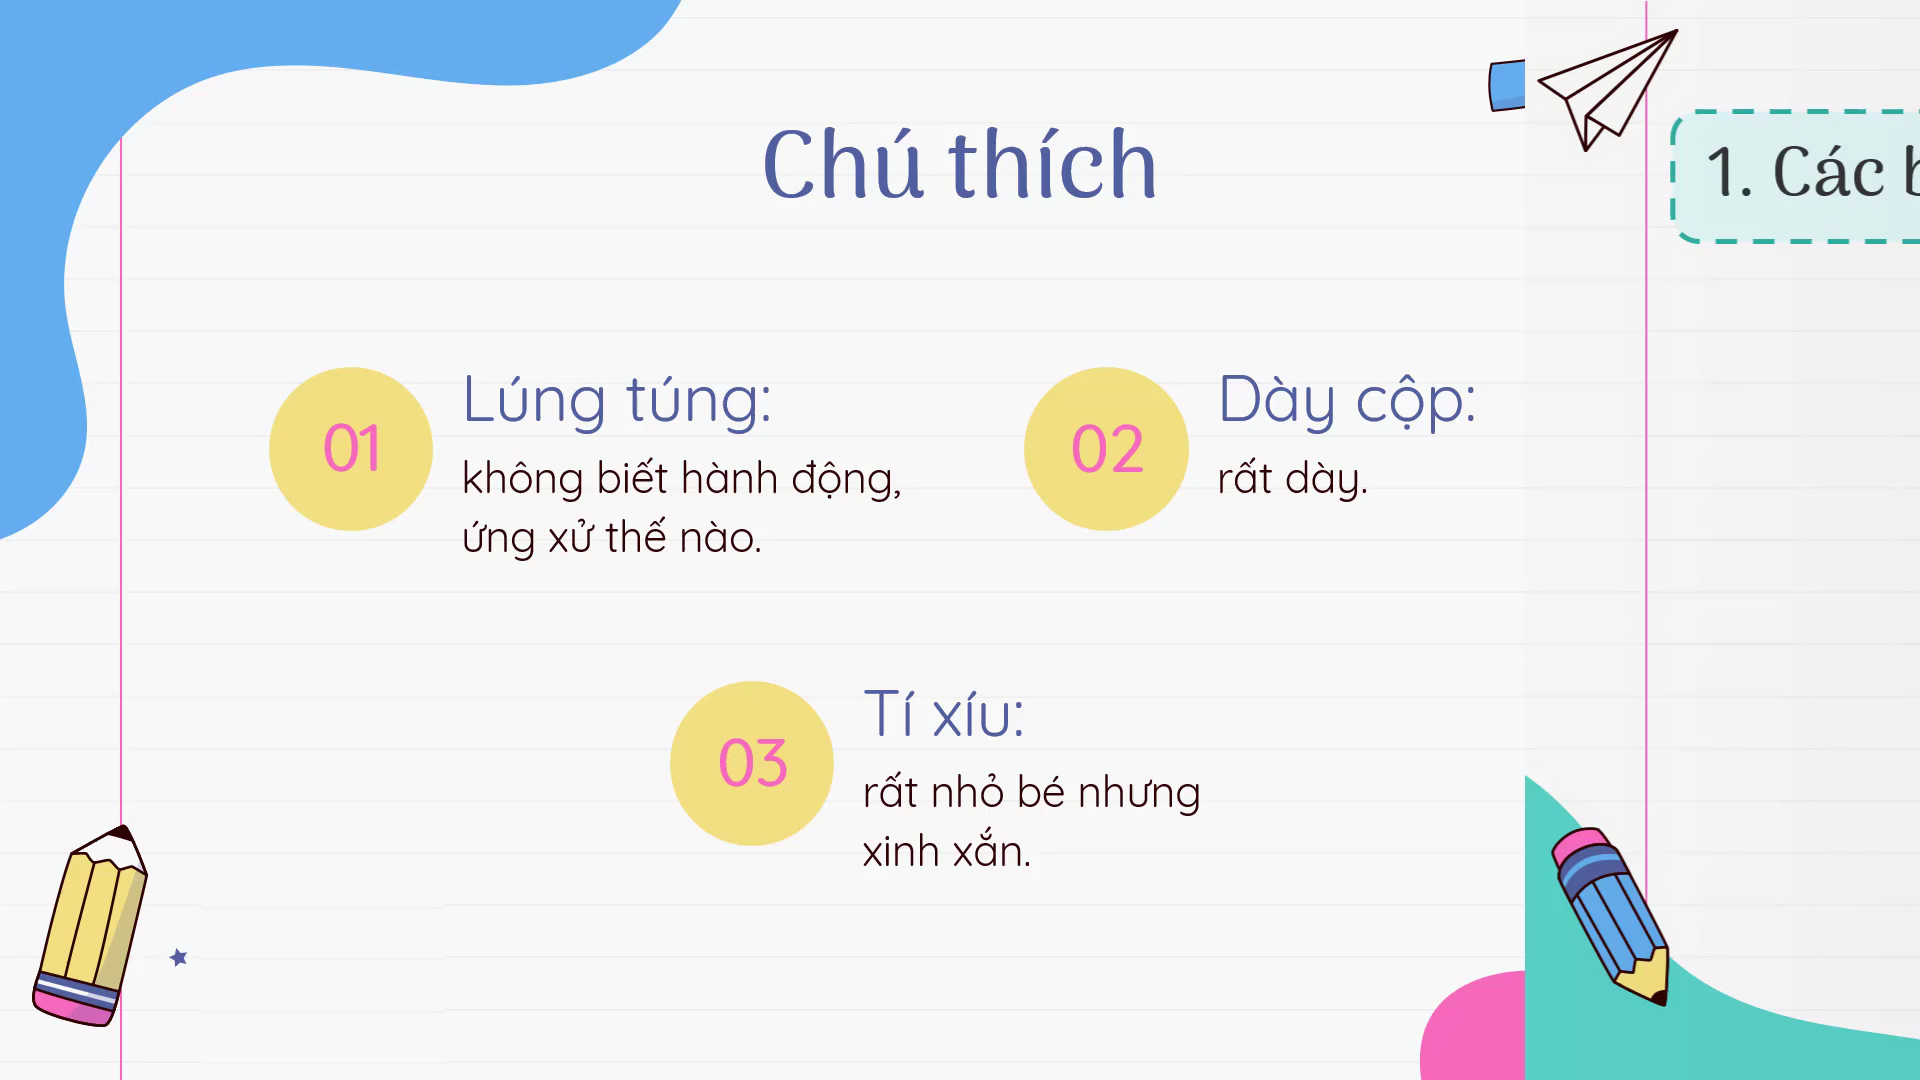 Chú thích
1. Các
01
Lúng túng:
không biết hành động,
ứng xử thế nào.
02
Dày cộp:
rất dày.
03
Tí xíu:
rất nhỏ bé nhưng
xinh xắn.